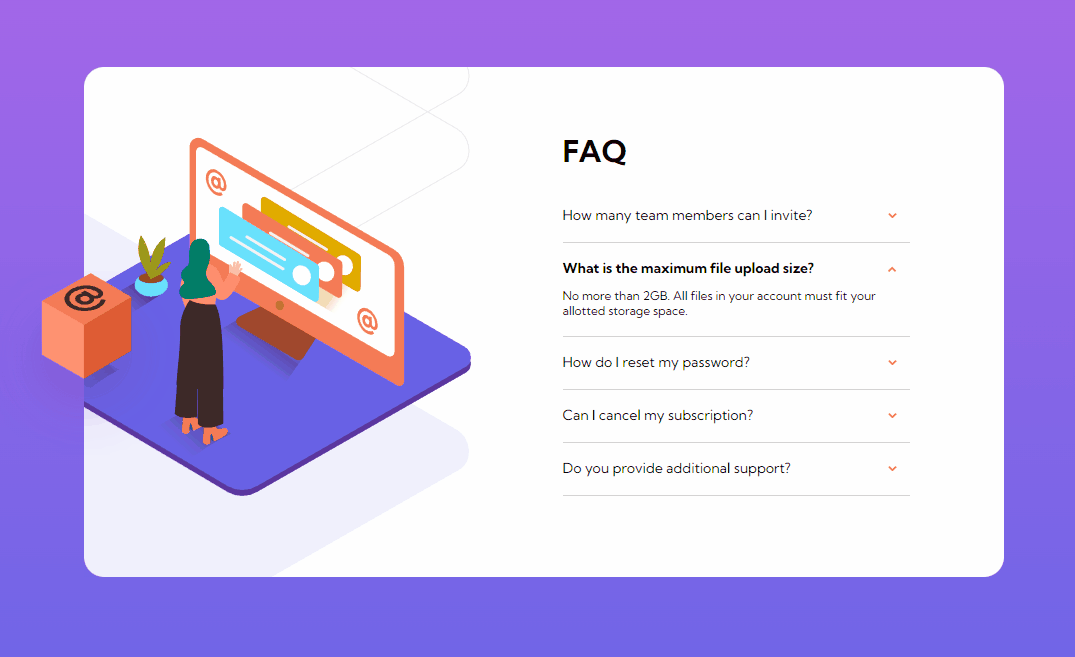 FAQ
How many team members can I invite?
What is the maximum file upload size?
No more than 2GB. All files in your account must fit your
allotted storage space.
How do I reset my password?
Can I cancel my subscription?
Do you provide additional support?
@
@
@